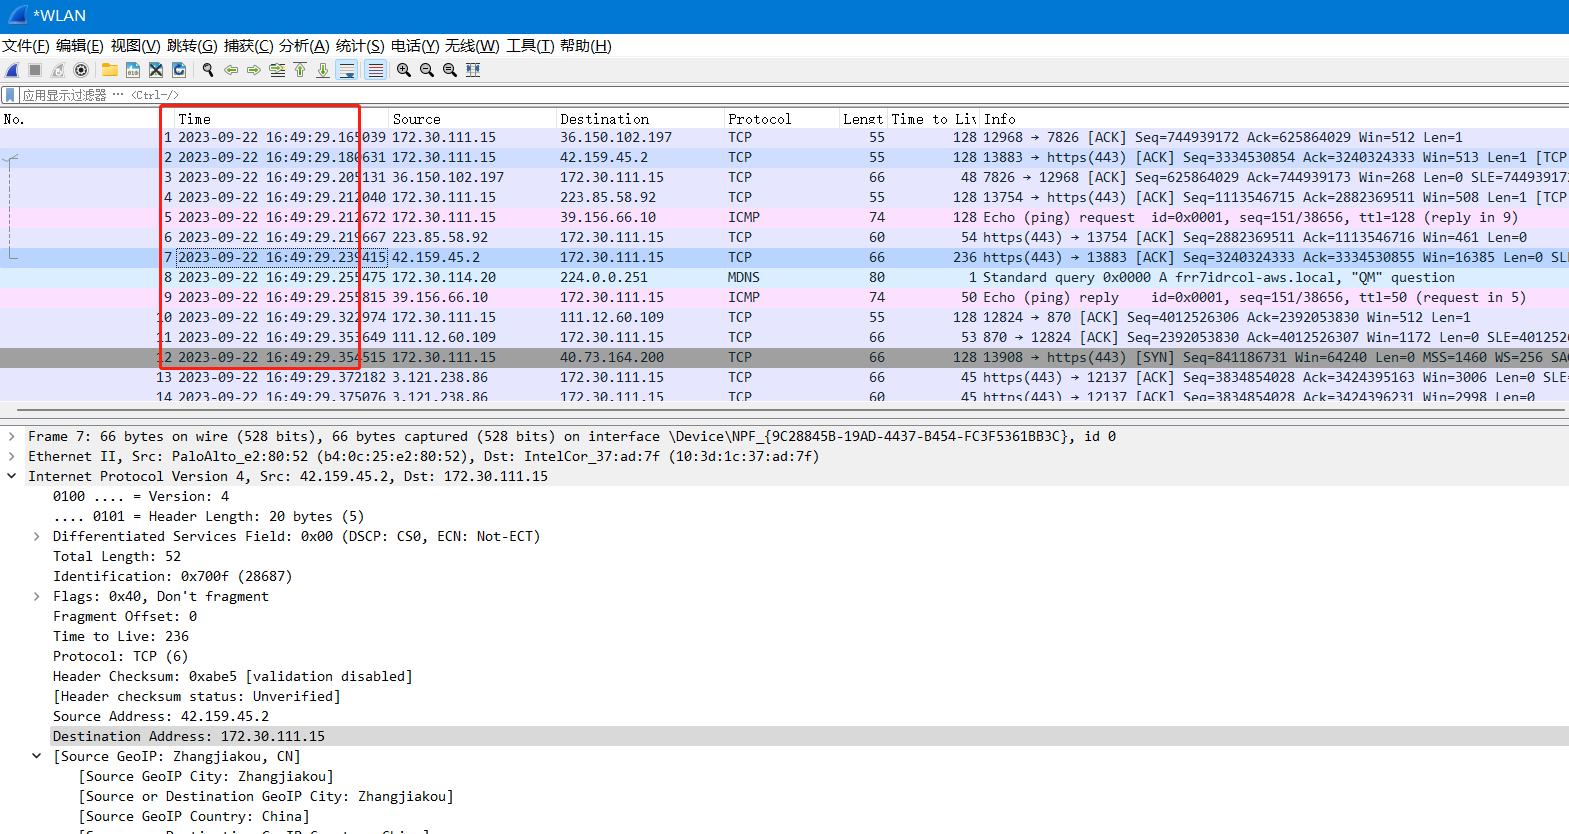 *WLAN
文件(F) 编辑(E) 视图(V) 跳转(G) 捕获(C) 分析(A) 统计(S) 电话(Y) 无线(W) 工具(T) 帮助(H)
应用显示过滤器 … <Ctrl-/>
No. Time Source Destination Protocol Lengt Time to Liv Info
1 2023-09-22 16:49:29.165039 172.30.111.15 36.150.102.197 TCP 55 128 12968 → 7826 [ACK] Seq=744939172 Ack=625864029 Win=512 Len=1
2 2023-09-22 16:49:29.180631 172.30.111.15 42.159.45.2 TCP 55 128 13883 → https(443) [ACK] Seq=3334530854 Ack=3240324333 Win=513 Len=1 [TCP
3 2023-09-22 16:49:29.205131 36.150.102.197 172.30.111.15 TCP 66 48 7826 → 12968 [ACK] Seq=625864029 Ack=744939173 Win=268 Len=0 SLE=74493917
4 2023-09-22 16:49:29.212040 172.30.111.15 223.85.58.92 TCP 55 128 13754 → https(443) [ACK] Seq=1113546715 Ack=2882369511 Win=508 Len=1 [TCP
5 2023-09-22 16:49:29.212672 172.30.111.15 39.156.66.10 ICMP 74 128 Echo (ping) request id=0x0001, seq=151/38656, ttl=128 (reply in 9)
6 2023-09-22 16:49:29.219667 223.85.58.92 172.30.111.15 TCP 60 54 https(443) → 13754 [ACK] Seq=2882369511 Ack=1113546716 Win=461 Len=0
7 2023-09-22 16:49:29.239415 42.159.45.2 172.30.111.15 TCP 66 236 https(443) → 13883 [ACK] Seq=3240324333 Ack=3334530855 Win=16385 Len=0 SL
8 2023-09-22 16:49:29.255475 172.30.114.20 224.0.0.251 MDNS 80 1 Standard query 0x0000 A frr7idrcol-aws.local, "QM" question
9 2023-09-22 16:49:29.255815 39.156.66.10 172.30.111.15 ICMP 74 50 Echo (ping) reply id=0x0001, seq=151/38656, ttl=50 (request in 5)
10 2023-09-22 16:49:29.322974 172.30.111.15 111.12.60.109 TCP 55 128 12824 → 870 [ACK] Seq=4012526306 Ack=2392053830 Win=512 Len=1
11 2023-09-22 16:49:29.353649 111.12.60.109 172.30.111.15 TCP 66 53 870 → 12824 [ACK] Seq=2392053830 Ack=4012526307 Win=1172 Len=0 SLE=401252
12 2023-09-22 16:49:29.354515 172.30.111.15 40.73.164.200 TCP 66 128 13908 → https(443) [SYN] Seq=841186731 Win=64240 Len=0 MSS=1460 WS=256 SA
13 2023-09-22 16:49:29.372182 3.121.238.86 172.30.111.15 TCP 66 45 https(443) → 12137 [ACK] Seq=3834854028 Ack=3424395163 Win=3006 Len=0 SLE
14 2023-09-22 16:49:29.375076 3.121.238.86 172.30.111.15 TCP 60 45 https(443) → 12137 [ACK] Seq=3834854028 Ack=3424396231 Win=2998 Len=0
Frame 7: 66 bytes on wire (528 bits), 66 bytes captured (528 bits) on interface \Device\NPF_{9C28845B-19AD-4437-B454-FC3F5361BB3C}, id 0
Ethernet II, Src: PaloAlto_e2:80:52 (b4:0c:25:e2:80:52), Dst: IntelCor_37:ad:7f (10:3d:1c:37:ad:7f)
Internet Protocol Version 4, Src: 42.159.45.2, Dst: 172.30.111.15
0100 .... = Version: 4
.... 0101 = Header Length: 20 bytes (5)
Differentiated Services Field: 0x00 (DSCP: CS0, ECN: Not-ECT)
Total Length: 52
Identification: 0x700f (28687)
Flags: 0x40, Don't fragment
Fragment Offset: 0
Time to Live: 236
Protocol: TCP (6)
Header Checksum: 0xabe5 [validation disabled]
[Header checksum status: Unverified]
Source Address: 42.159.45.2
Destination Address: 172.30.111.15
[Source GeoIP: Zhangjiakou, CN]
[Source GeoIP City: Zhangjiakou]
[Source or Destination GeoIP City: Zhangjiakou]
[Source GeoIP Country: China]